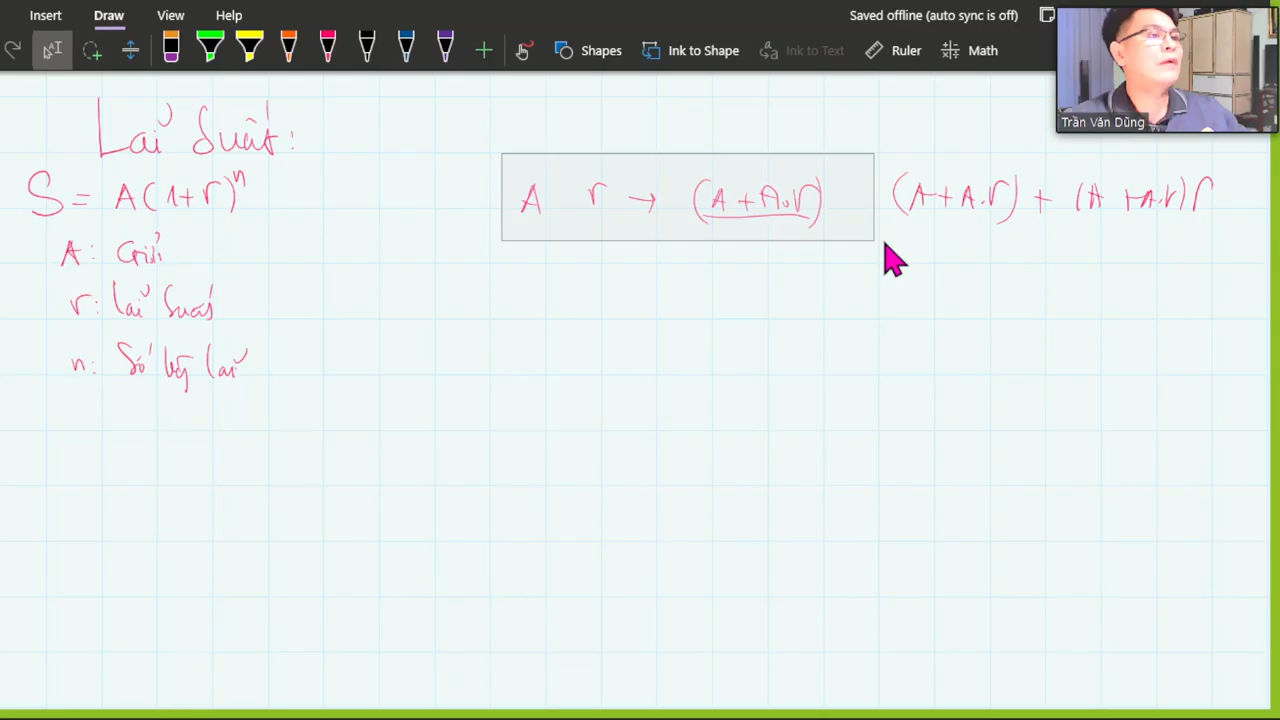 Insert Draw View Help Saved offline (auto sync is off)
Shapes Ink to Shape Ink to Text Ruler Math
Trần Văn Dũng
Lãi suất:
S = A(1+r)ⁿ
A r → (A + A.r) (A + A.r) + (A + A.r)r
A: Gửi
r: lãi suất
n: Số kỳ lãi